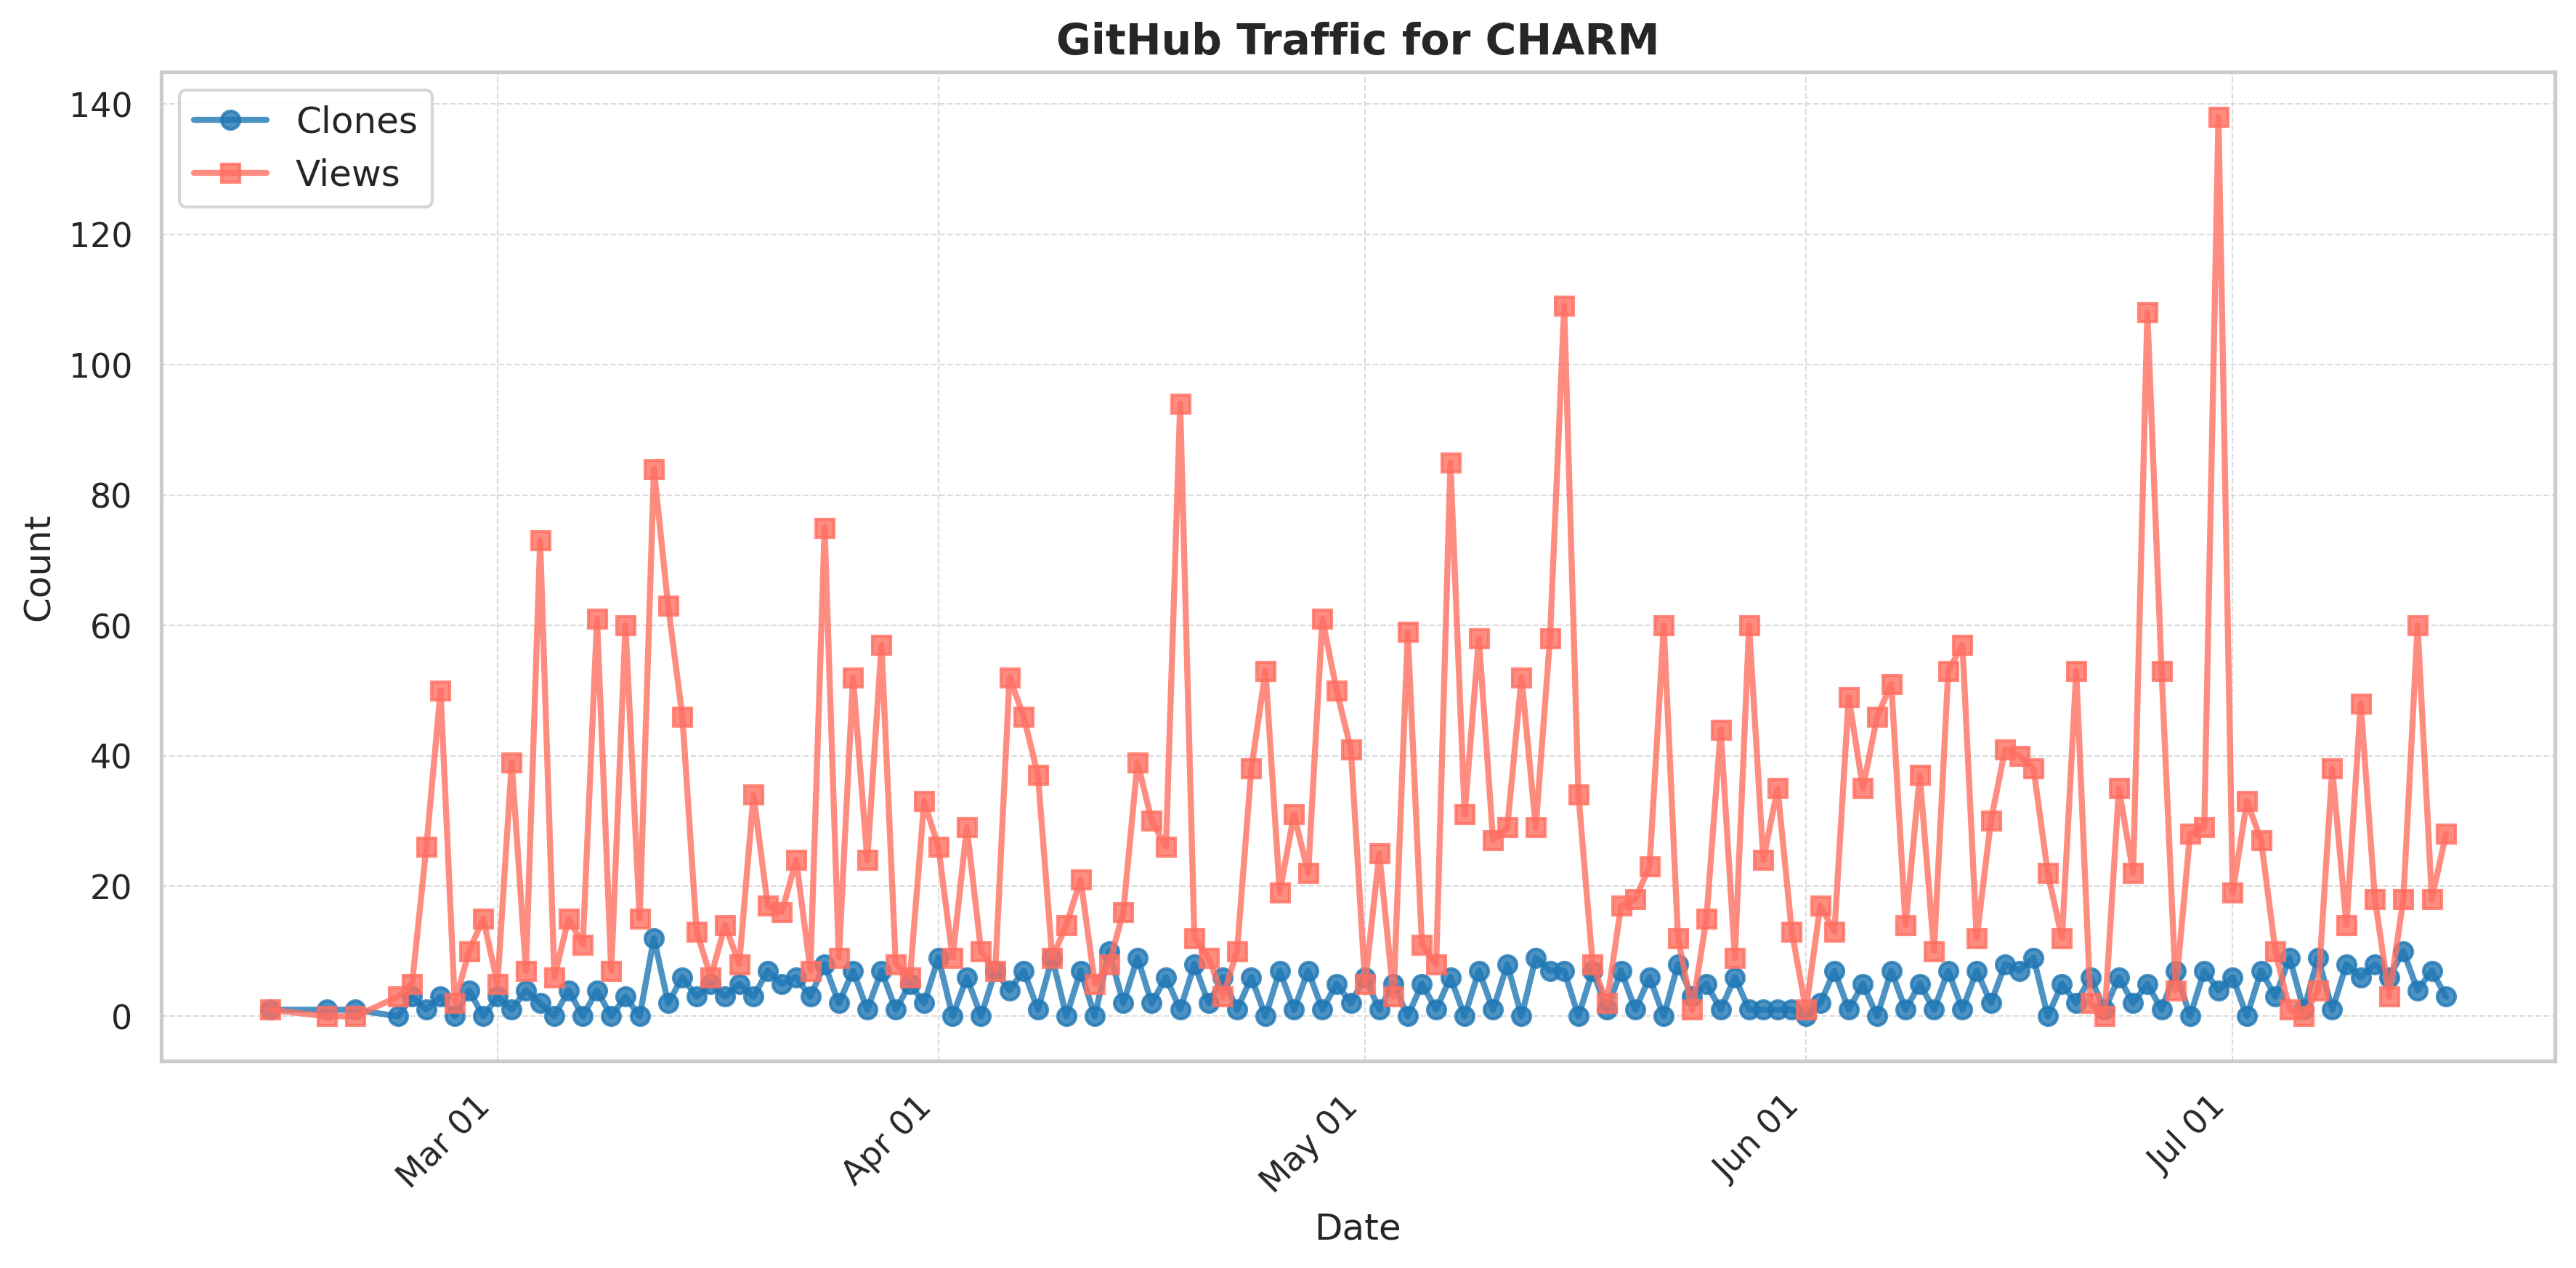 GitHub Traffic for CHARM
Clones
Views
140
120
100
80
60
40
20
0
Count
Mar 01
Apr 01
May 01
Jun 01
Jul 01
Date